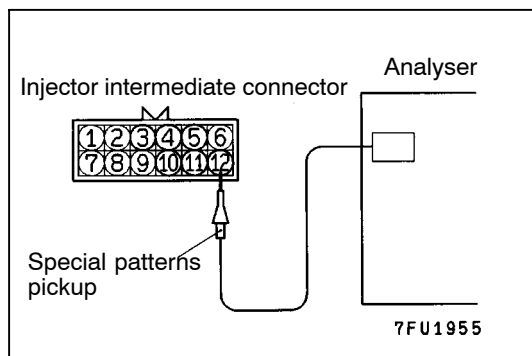 Analyser
Injector intermediate connector
1 2 3 4 5 6
7 8 9 10 11 12
Special patterns
pickup
7FU1955